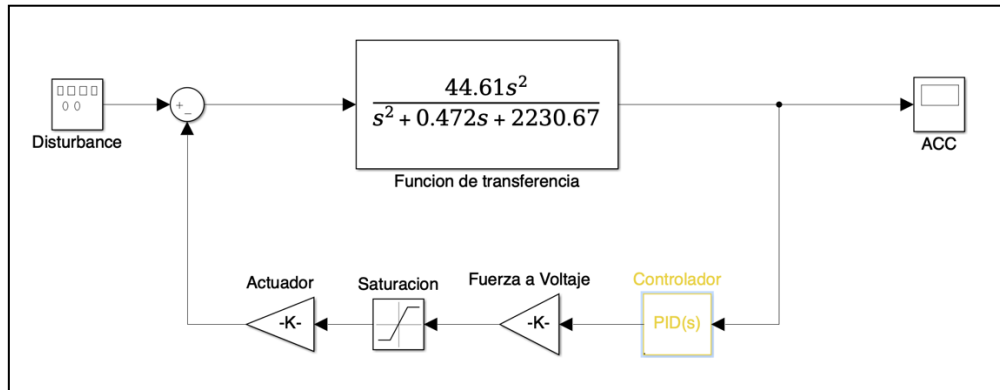 44.61s²
s² + 0.472s + 2230.67
Disturbance
Funcion de transferencia
ACC
Actuador
Saturacion
Fuerza a Voltaje
Controlador
-K-
-K-
PID(s)